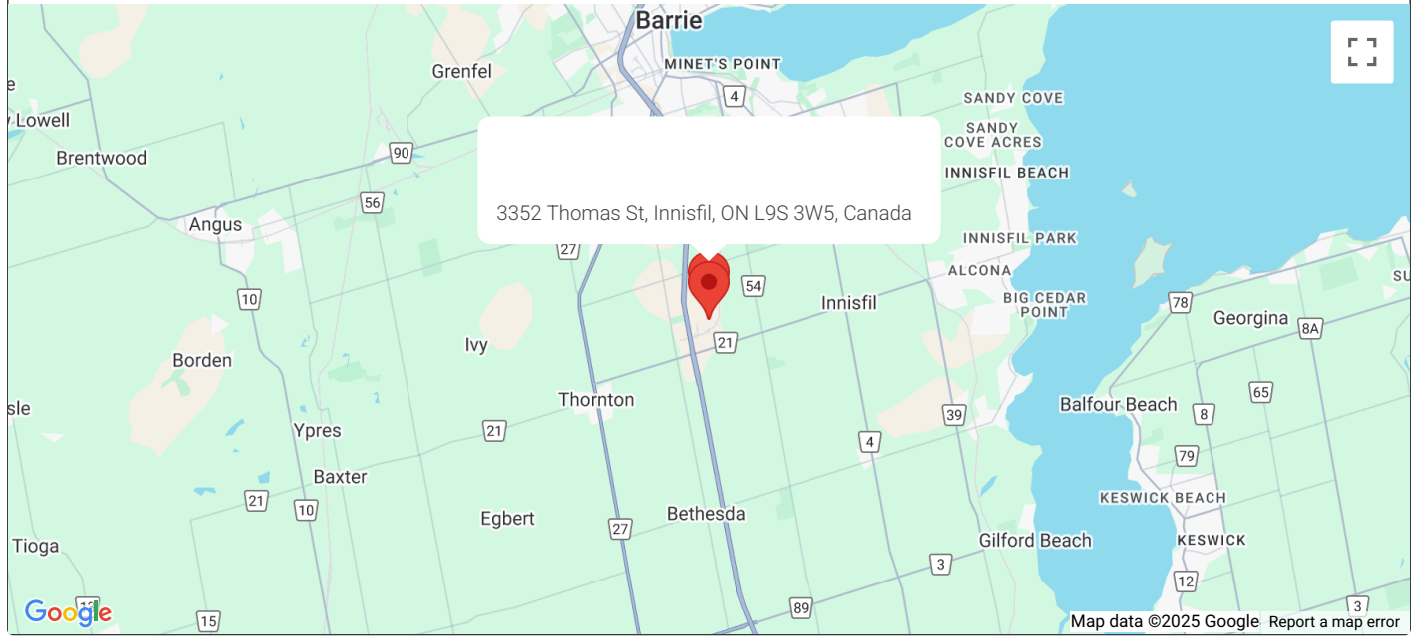 Barrie
MINET'S POINT
Grenfel
4
SANDY COVE
Lowell
SANDY
COVE ACRES
90
Brentwood
INNISFIL BEACH
56
3352 Thomas St, Innisfil, ON L9S 3W5, Canada
Angus
27
INNISFIL PARK
ALCONA
54
10
Innisfil
BIG CEDAR
POINT
78
Georgina
8A
21
Ivy
Borden
Thornton
65
Balfour Beach
8
39
sle
Ypres
21
4
79
Baxter
KESWICK BEACH
21
10
Egbert
Bethesda
27
Gilford Beach
KESWICK
Tioga
3
12
Google
15
89
3
Map data ©2025 Google
Report a map error